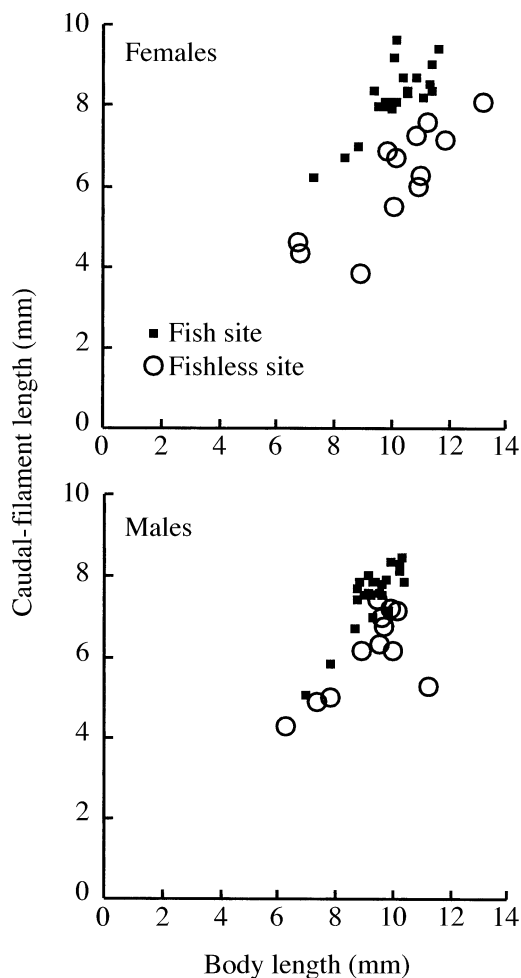 Females
10
8
6
4
2
0
Fish site
Fishless site
0 2 4 6 8 10 12 14
Caudal-filament length (mm)
Males
10
8
6
4
2
0
0 2 4 6 8 10 12 14
Body length (mm)